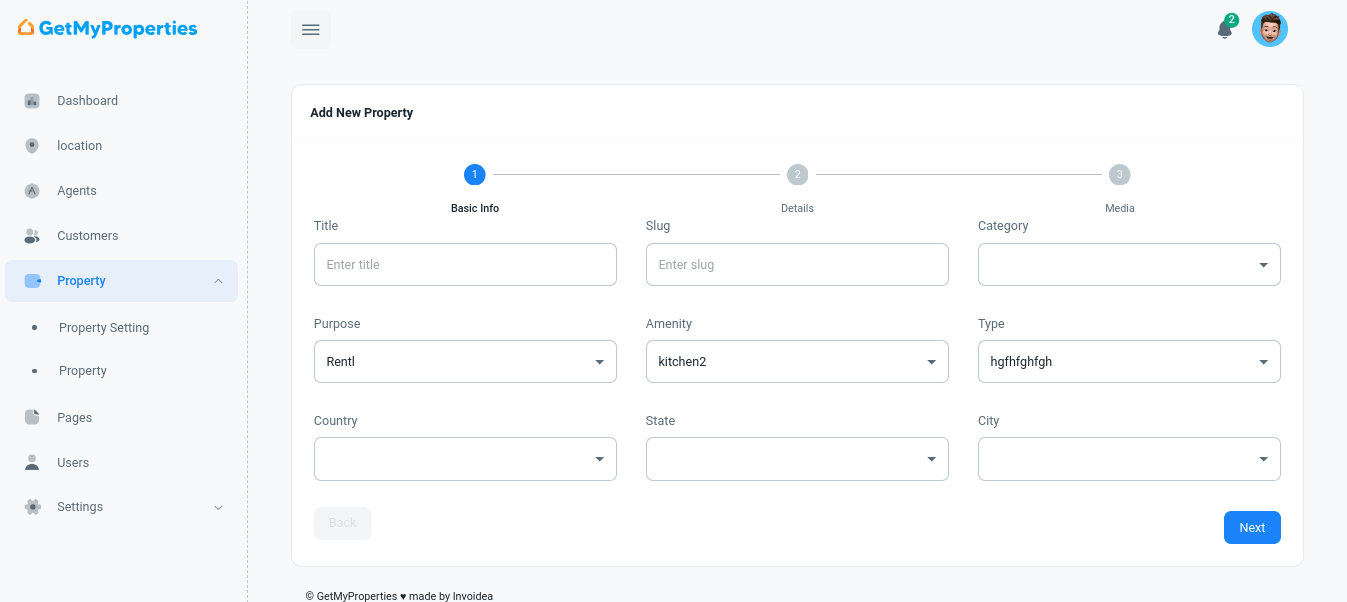 GetMyProperties
2
Dashboard
location
Agents
Customers
Property
Property Setting
Property
Pages
Users
Settings
Add New Property
1 2 3
Basic Info Details Media
Title Slug Category
Enter title Enter slug
Purpose Amenity Type
Rentl kitchen2 hgfhfghfgh
Country State City
Back Next
© GetMyProperties ♥ made by Invoidea